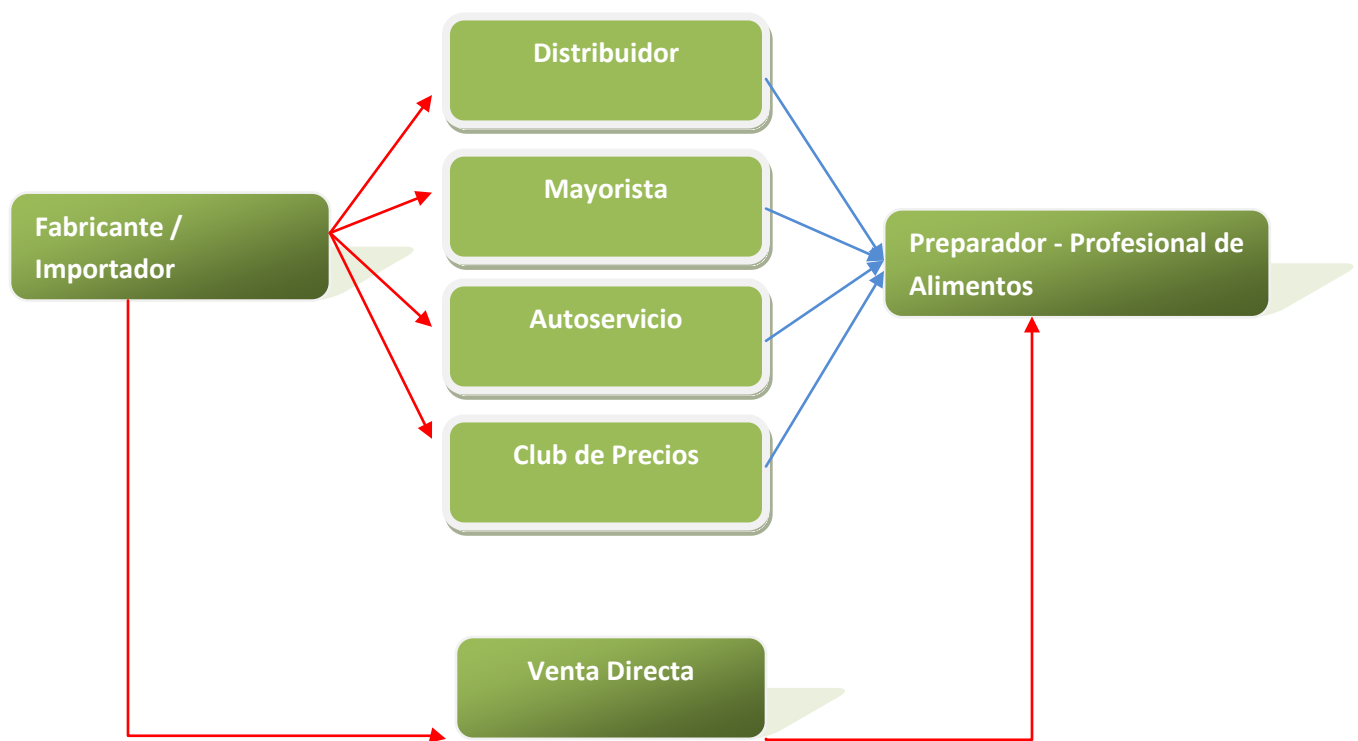 Distribuidor
Mayorista
Fabricante /
Importador
Preparador - Profesional de
Alimentos
Autoservicio
Club de Precios
Venta Directa